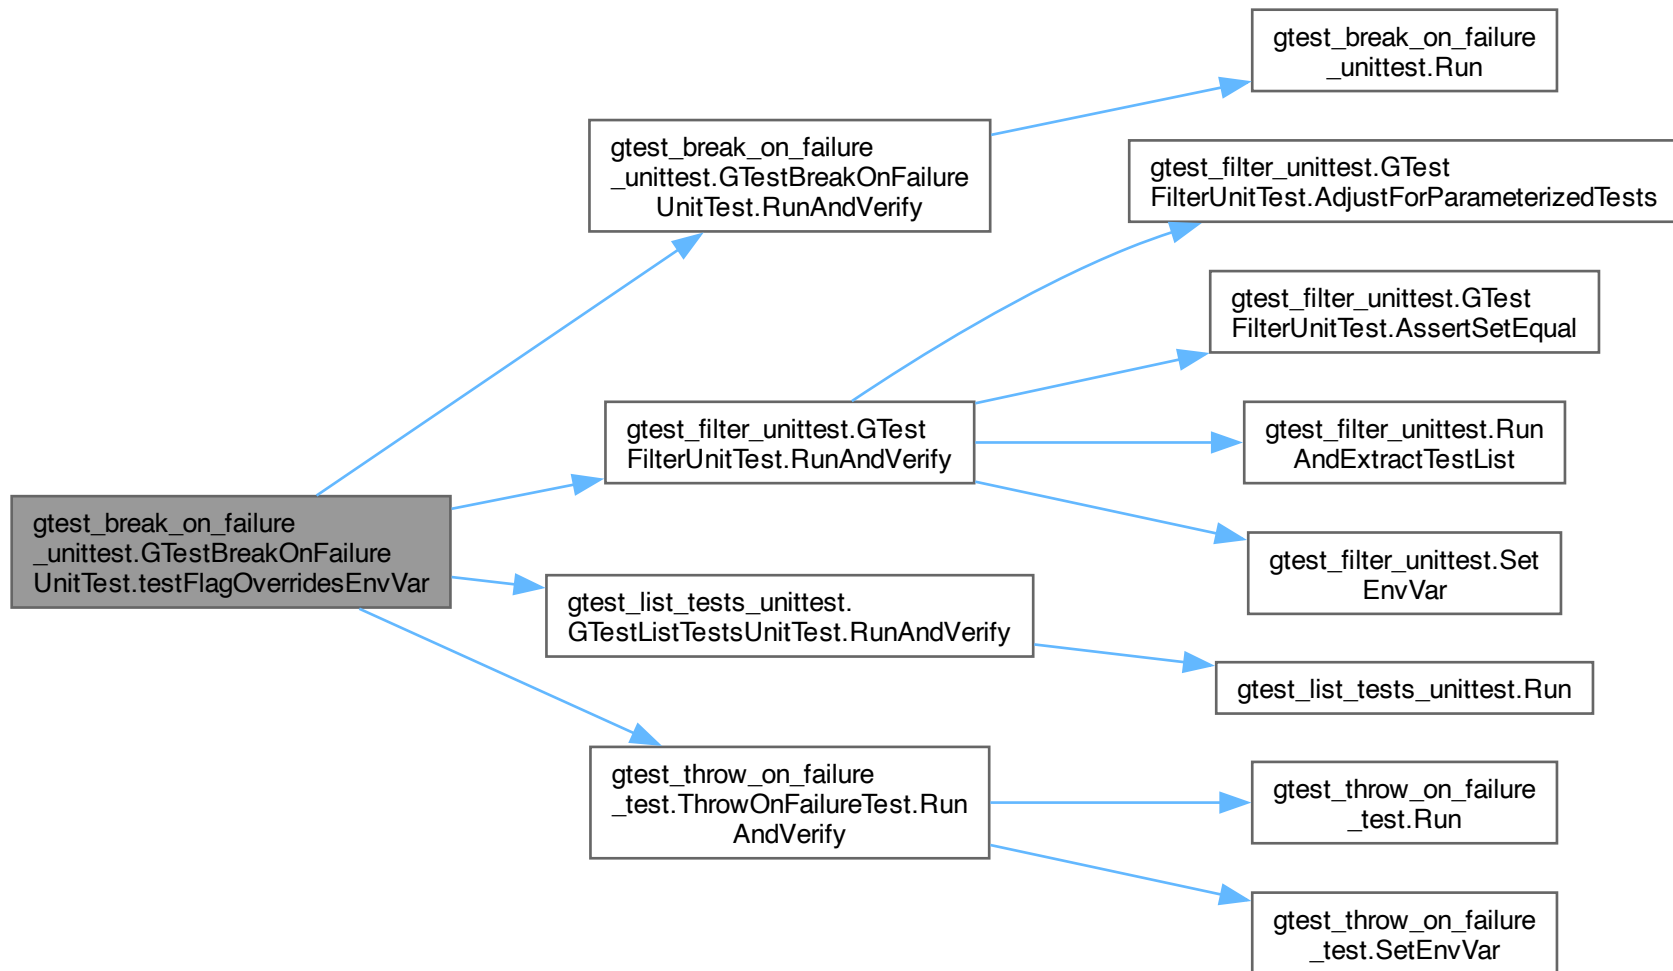 gtest_break_on_failure
_unittest.Run
gtest_break_on_failure
_unittest.GTestBreakOnFailure
UnitTest.RunAndVerify
gtest_filter_unittest.GTest
FilterUnitTest.AdjustForParameterizedTests
gtest_filter_unittest.GTest
FilterUnitTest.AssertSetEqual
gtest_filter_unittest.GTest
FilterUnitTest.RunAndVerify
gtest_filter_unittest.Run
AndExtractTestList
gtest_break_on_failure
_unittest.GTestBreakOnFailure
UnitTest.testFlagOverridesEnvVar
gtest_filter_unittest.Set
EnvVar
gtest_list_tests_unittest.
GTestListTestsUnitTest.RunAndVerify
gtest_list_tests_unittest.Run
gtest_throw_on_failure
_test.ThrowOnFailureTest.Run
AndVerify
gtest_throw_on_failure
_test.Run
gtest_throw_on_failure
_test.SetEnvVar